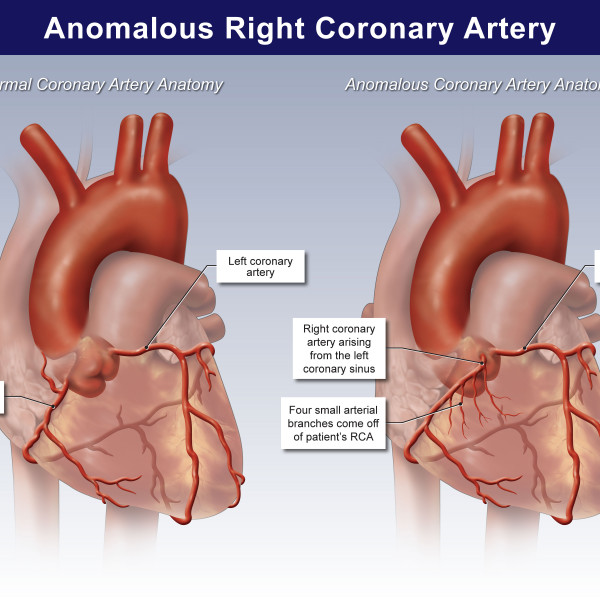 Anomalous Right Coronary Artery
rmal Coronary Artery Anatomy
Anomalous Coronary Artery Anato
Left coronary
artery
Right coronary
artery arising
from the left
coronary sinus
Four small arterial
branches come off
of patient's RCA